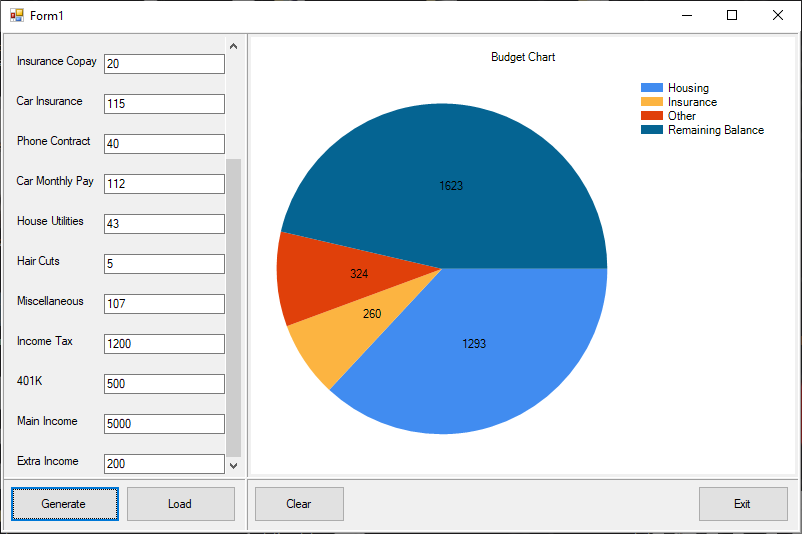 Form1
Insurance Copay 20
Car Insurance 115
Phone Contract 40
Car Monthly Pay 112
House Utilities 43
Hair Cuts 5
Miscellaneous 107
Income Tax 1200
401K 500
Main Income 5000
Extra Income 200
Generate Load
Budget Chart
Housing
Insurance
Other
Remaining Balance
1623
324
260
1293
Clear Exit